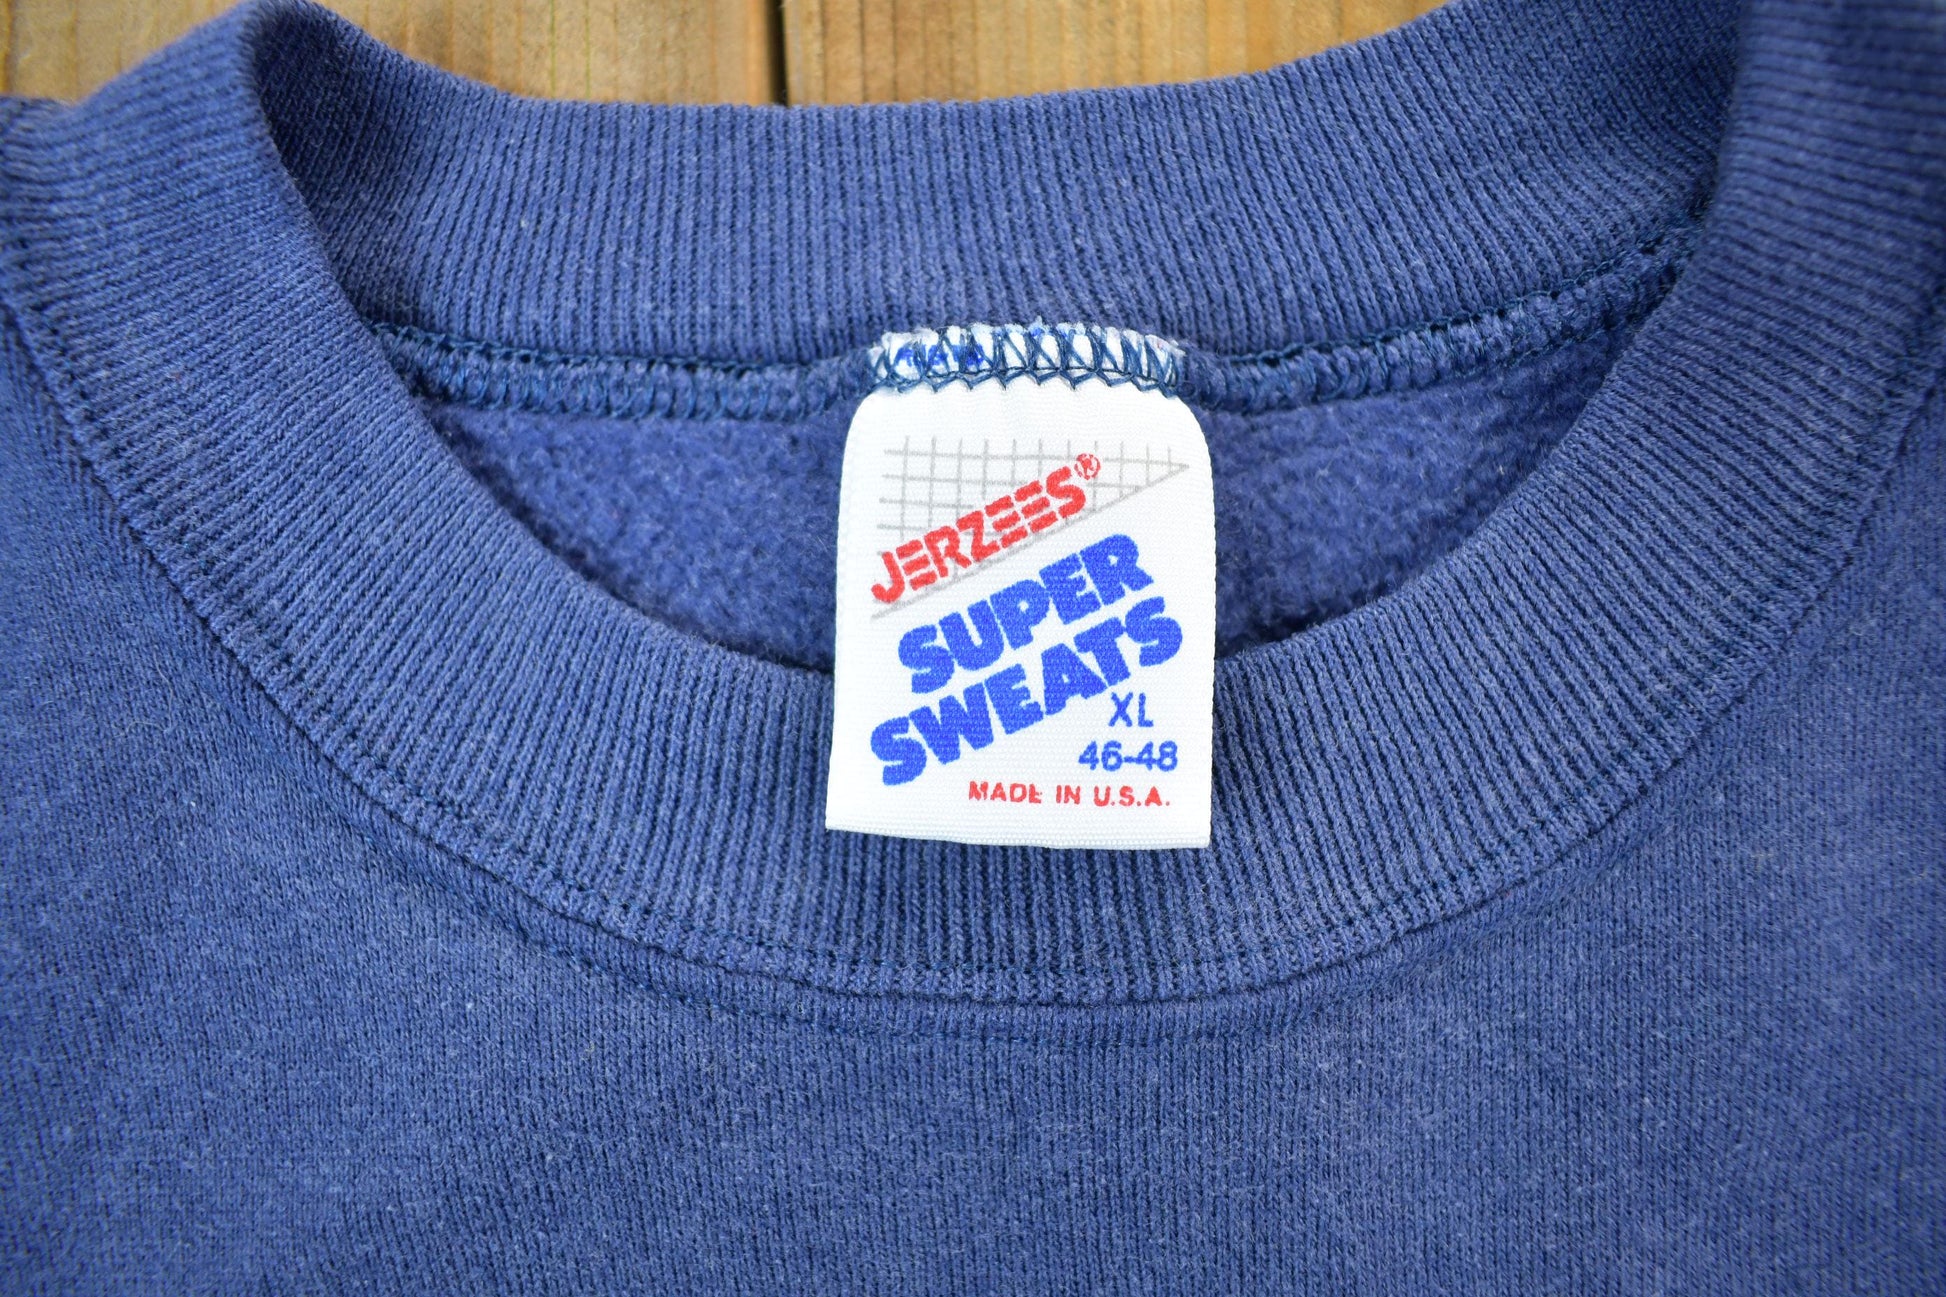 JERZEES®
SUPER
SWEATS
XL
46-48
MADE IN U.S.A.